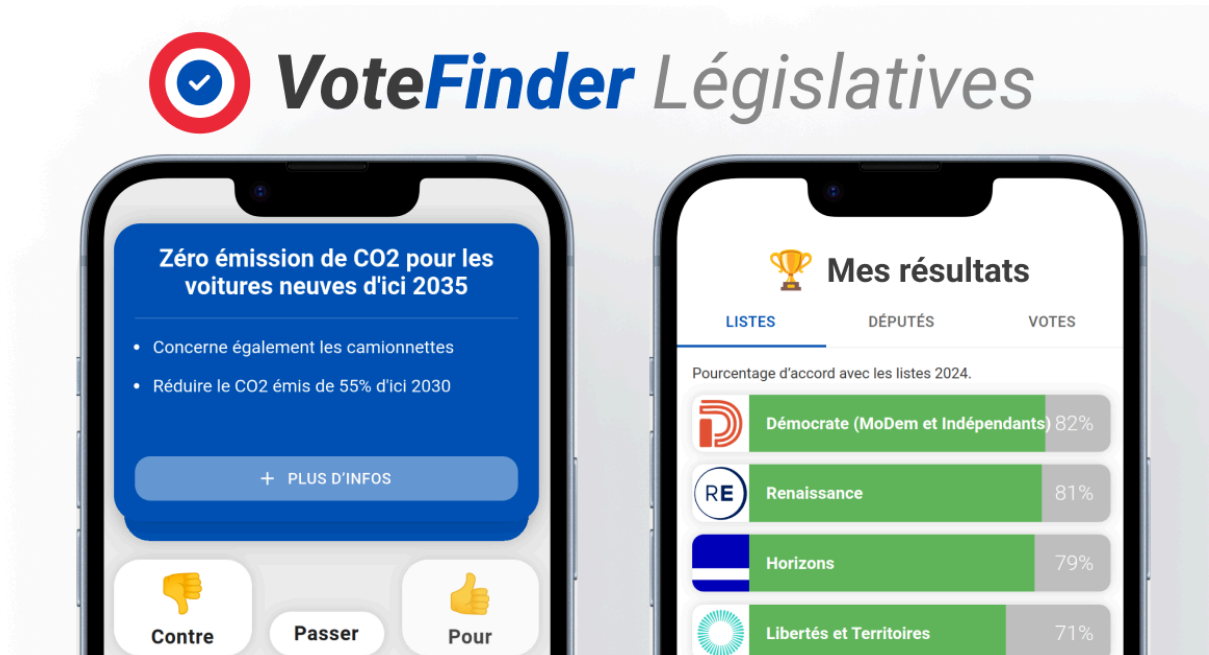 VoteFinder Législatives
Zéro émission de CO2 pour les
voitures neuves d'ici 2035
• Concerne également les camionnettes
• Réduire le CO2 émis de 55% d'ici 2030
+ PLUS D'INFOS
Contre
Passer
Pour
Mes résultats
LISTES DÉPUTÉS VOTES
Pourcentage d'accord avec les listes 2024.
Démocrate (MoDem et Indépendants) 82%
RE Renaissance 81%
Horizons 79%
Libertés et Territoires 71%